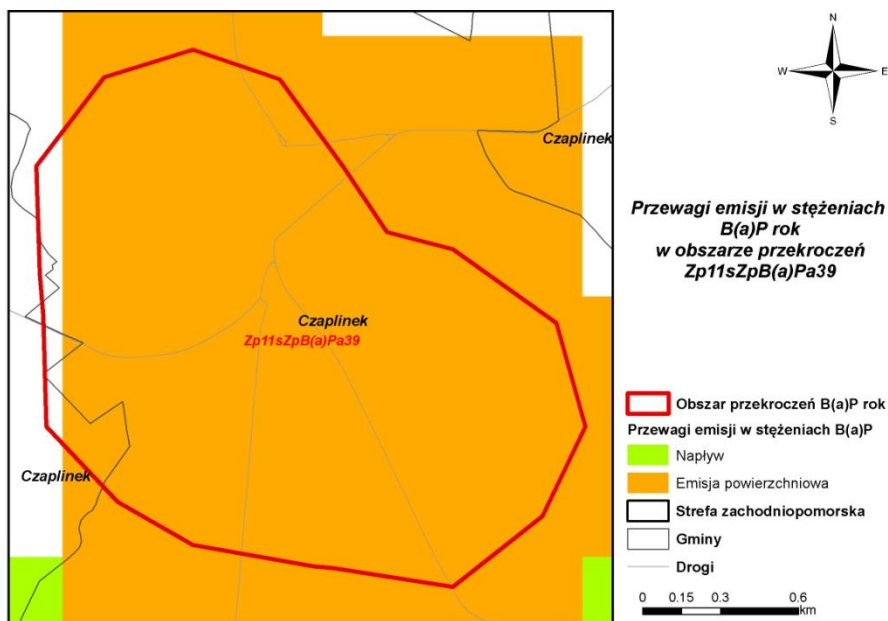 N
W
E
S
Czaplinek
Przewagi emisji w stężeniach
B(a)P rok
w obszarze przekroczeń
Zp11sZpB(a)Pa39
Czaplinek
Zp11sZpB(a)Pa39
Czaplinek
Obszar przekroczeń B(a)P rok
Przewagi emisji w stężeniach B(a)P
Napływ
Emisja powierzchniowa
Strefa zachodniopomorska
Gminy
Drogi
0 0.15 0.3 0.6
km